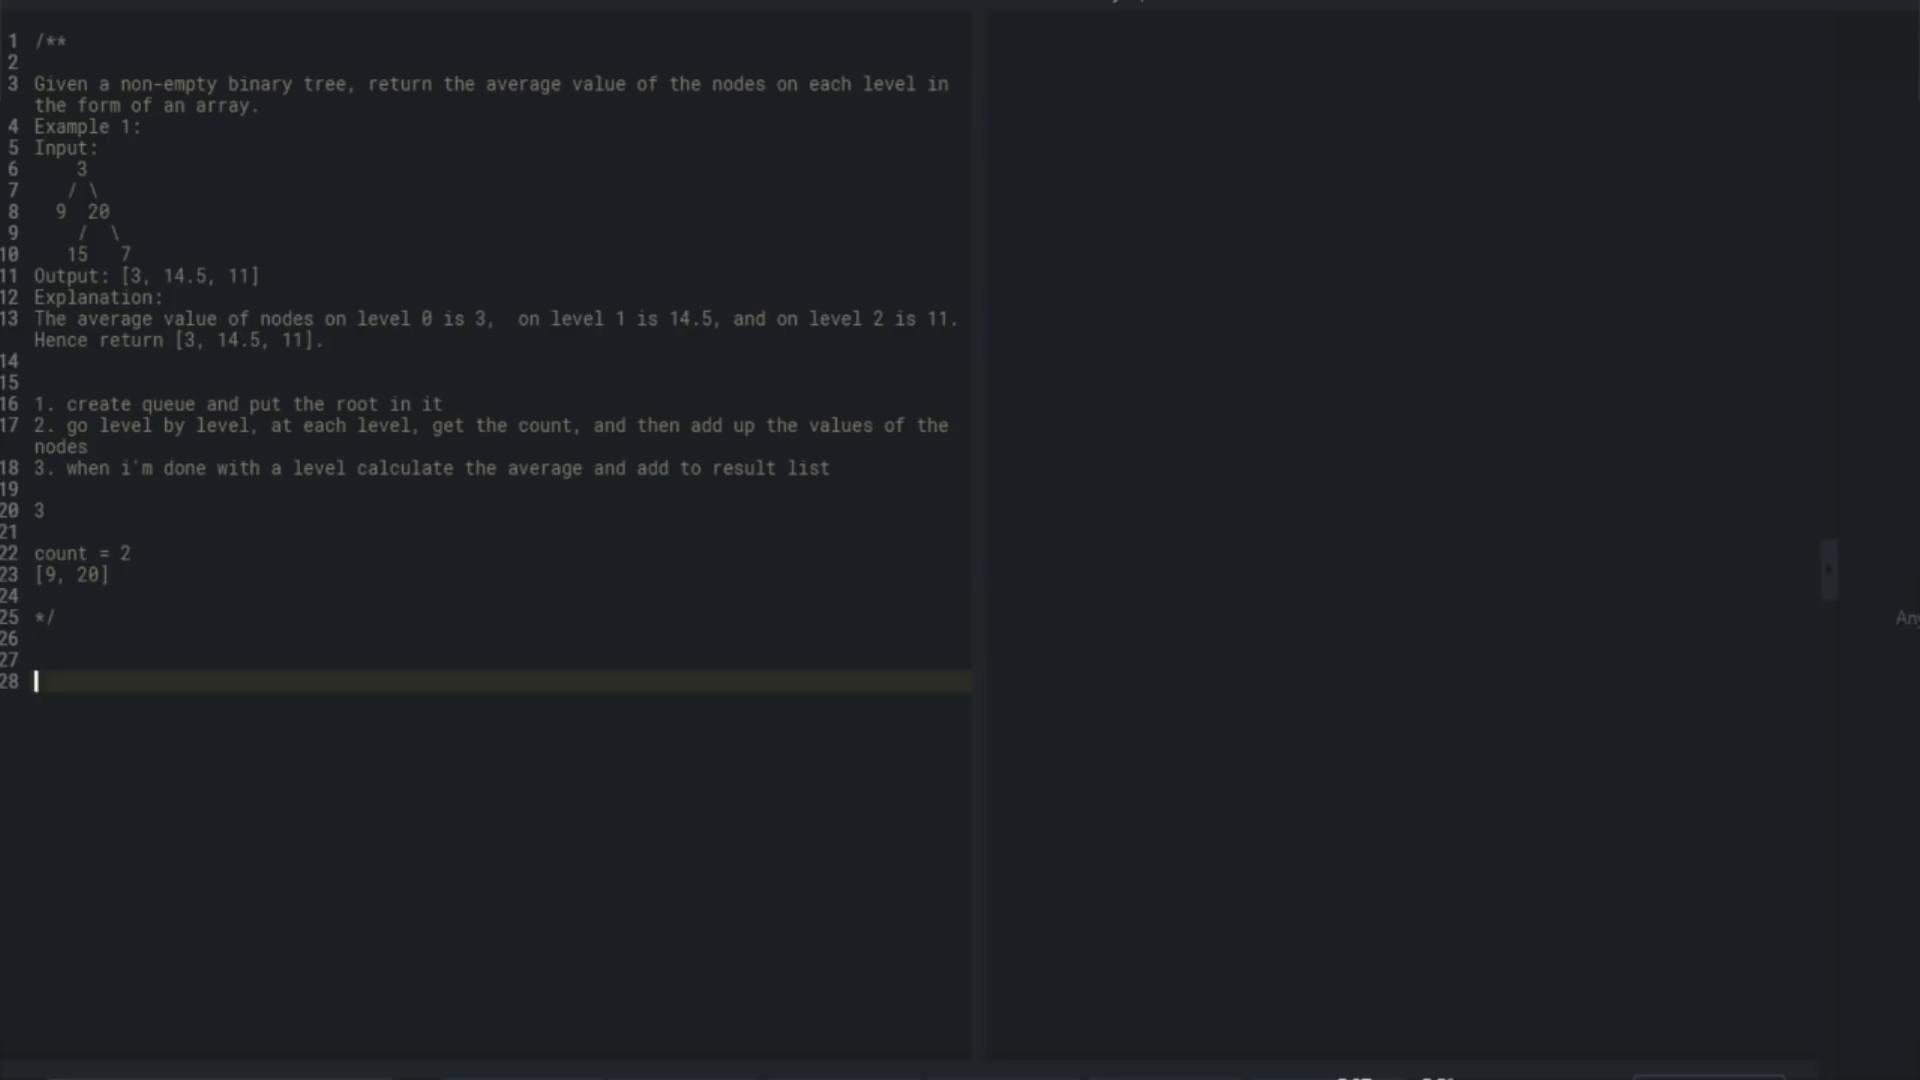 1 /**
2
3 Given a non-empty binary tree, return the average value of the nodes on each level in
the form of an array.
4 Example 1:
5 Input:
6     3
7    / \
8   9  20
9     /  \
10    15   7
11 Output: [3, 14.5, 11]
12 Explanation:
13 The average value of nodes on level 0 is 3,  on level 1 is 14.5, and on level 2 is 11.
Hence return [3, 14.5, 11].
14
15
16 1. create queue and put the root in it
17 2. go level by level, at each level, get the count, and then add up the values of the
nodes
18 3. when i'm done with a level calculate the average and add to result list
19
20 3
21
22 count = 2
23 [9, 20]
24
25 */
26
27
28